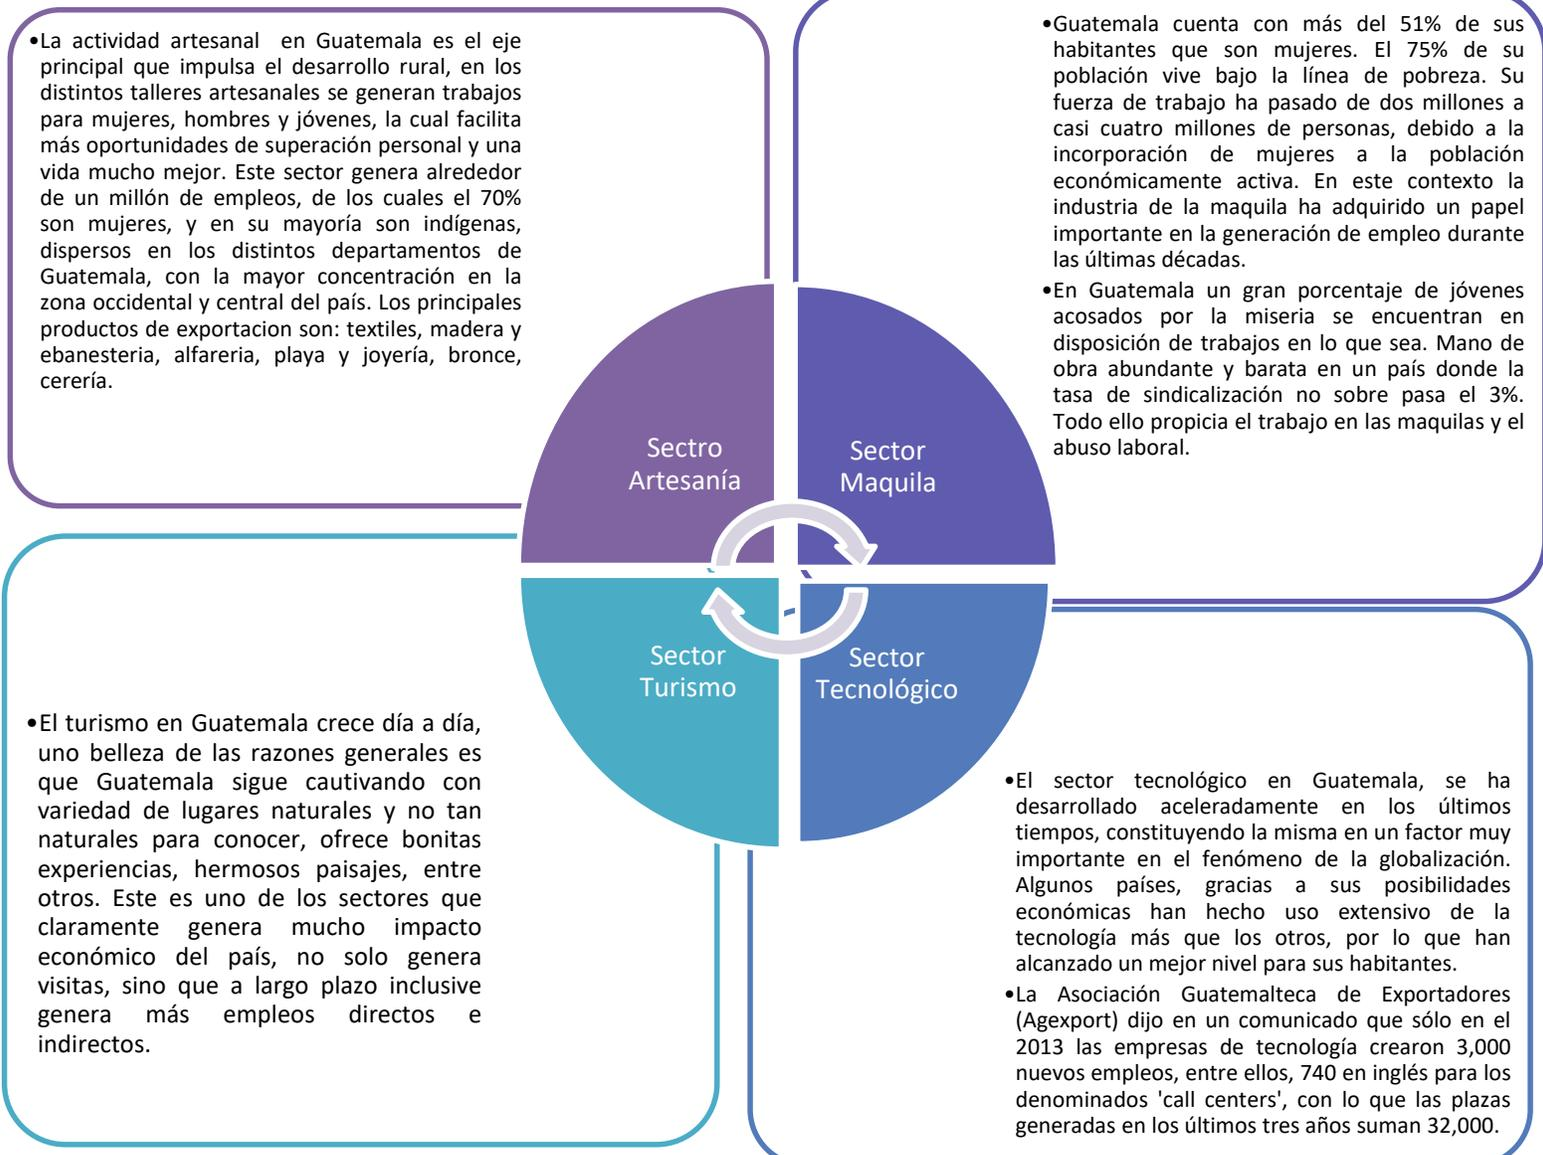 •La actividad artesanal en Guatemala es el eje
principal que impulsa el desarrollo rural, en los
distintos talleres artesanales se generan trabajos
para mujeres, hombres y jóvenes, la cual facilita
más oportunidades de superación personal y una
vida mucho mejor. Este sector genera alrededor
de un millón de empleos, de los cuales el 70%
son mujeres, y en su mayoría son indígenas,
dispersos en los distintos departamentos de
Guatemala, con la mayor concentración en la
zona occidental y central del país. Los principales
productos de exportacion son: textiles, madera y
ebanesteria, alfareria, playa y joyería, bronce,
cerería.
•Guatemala cuenta con más del 51% de sus
habitantes que son mujeres. El 75% de su
población vive bajo la línea de pobreza. Su
fuerza de trabajo ha pasado de dos millones a
casi cuatro millones de personas, debido a la
incorporación de mujeres a la población
económicamente activa. En este contexto la
industria de la maquila ha adquirido un papel
importante en la generación de empleo durante
las últimas décadas.
•En Guatemala un gran porcentaje de jóvenes
acosados por la miseria se encuentran en
disposición de trabajos en lo que sea. Mano de
obra abundante y barata en un país donde la
tasa de sindicalización no sobre pasa el 3%.
Todo ello propicia el trabajo en las maquilas y el
abuso laboral.
Sectro
Artesanía
Sector
Maquila
Sector
Turismo
Sector
Tecnológico
•El turismo en Guatemala crece día a día,
uno belleza de las razones generales es
que Guatemala sigue cautivando con
variedad de lugares naturales y no tan
naturales para conocer, ofrece bonitas
experiencias, hermosos paisajes, entre
otros. Este es uno de los sectores que
claramente genera mucho impacto
económico del país, no solo genera
visitas, sino que a largo plazo inclusive
genera más empleos directos e
indirectos.
•El sector tecnológico en Guatemala, se ha
desarrollado aceleradamente en los últimos
tiempos, constituyendo la misma en un factor muy
importante en el fenómeno de la globalización.
Algunos países, gracias a sus posibilidades
económicas han hecho uso extensivo de la
tecnología más que los otros, por lo que han
alcanzado un mejor nivel para sus habitantes.
•La Asociación Guatemalteca de Exportadores
(Agexport) dijo en un comunicado que sólo en el
2013 las empresas de tecnología crearon 3,000
nuevos empleos, entre ellos, 740 en inglés para los
denominados 'call centers', con lo que las plazas
generadas en los últimos tres años suman 32,000.